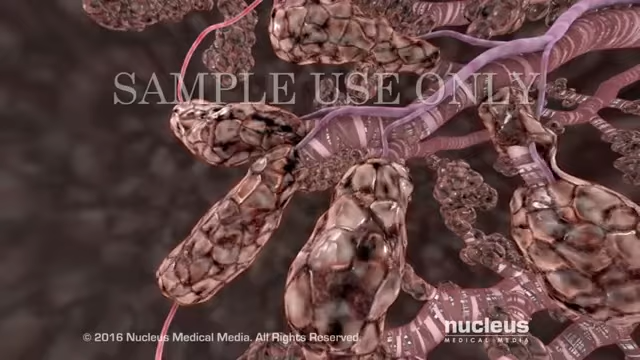 SAMPLE USE ONLY
© 2016 Nucleus Medical Media. All Rights Reserved.
nucleus
MEDICAL MEDIA